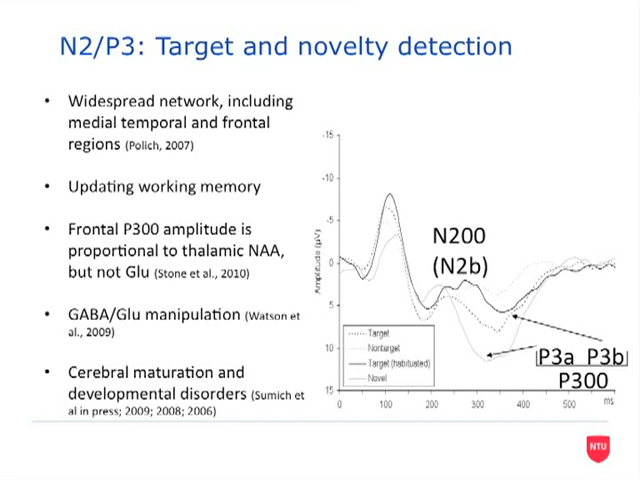 N2/P3: Target and novelty detection
• Widespread network, including
medial temporal and frontal
regions (Polich, 2007)
• Updating working memory
• Frontal P300 amplitude is
proportional to thalamic NAA,
but not Glu (Stone et al., 2010)
• GABA/Glu manipulation (Watson et
al., 2009)
• Cerebral maturation and
developmental disorders (Sumich et
al in press; 2009; 2008; 2006)
-15
-10
-5
0
5
10
15
Amplitude (µV)
N200
(N2b)
Target
Nontarget
Target (habituated)
Novel
P3a P3b
P300
0 100 200 300 400 500 ms
NTU